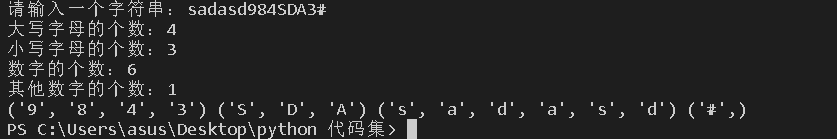 请输入一个字符串：sadasd984SDA3#
大写字母的个数：4
小写字母的个数：3
数字的个数：6
其他数字的个数：1
('9', '8', '4', '3') ('S', 'D', 'A') ('s', 'a', 'd', 'a', 's', 'd') ('#',)
PS C:\Users\asus\Desktop\python 代码集>